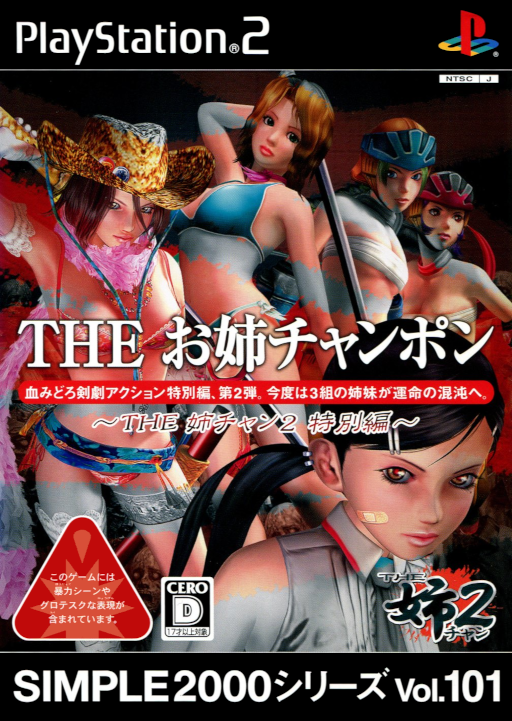 PlayStation®2
NTSC J
THE お姉チャンポン
血みどろ剣劇アクション特別編、第2弾。今度は3組の姉妹が運命の混沌へ。
〜THE 姉チャン2 特別編〜
このゲームには
暴力シーンや
グロテスクな表現が
含まれています。
CERO
D
17才以上対象
THE
姉チャン2
SIMPLE2000シリーズ Vol.101